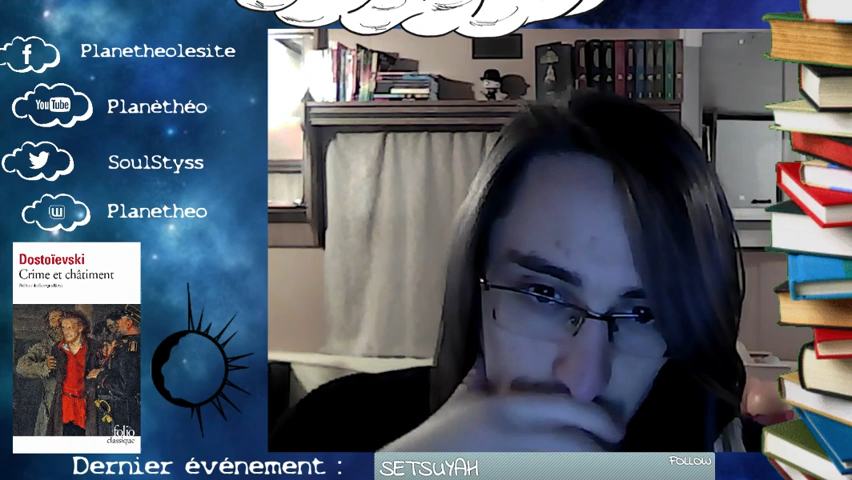 Planetheolesite
f
YouTube
Planèthéo
SoulStyss
w
Planetheo
Dostoïevski
Crime et châtiment
folio
classique
Dernier événement :
SETSUYAH
FOLLOW